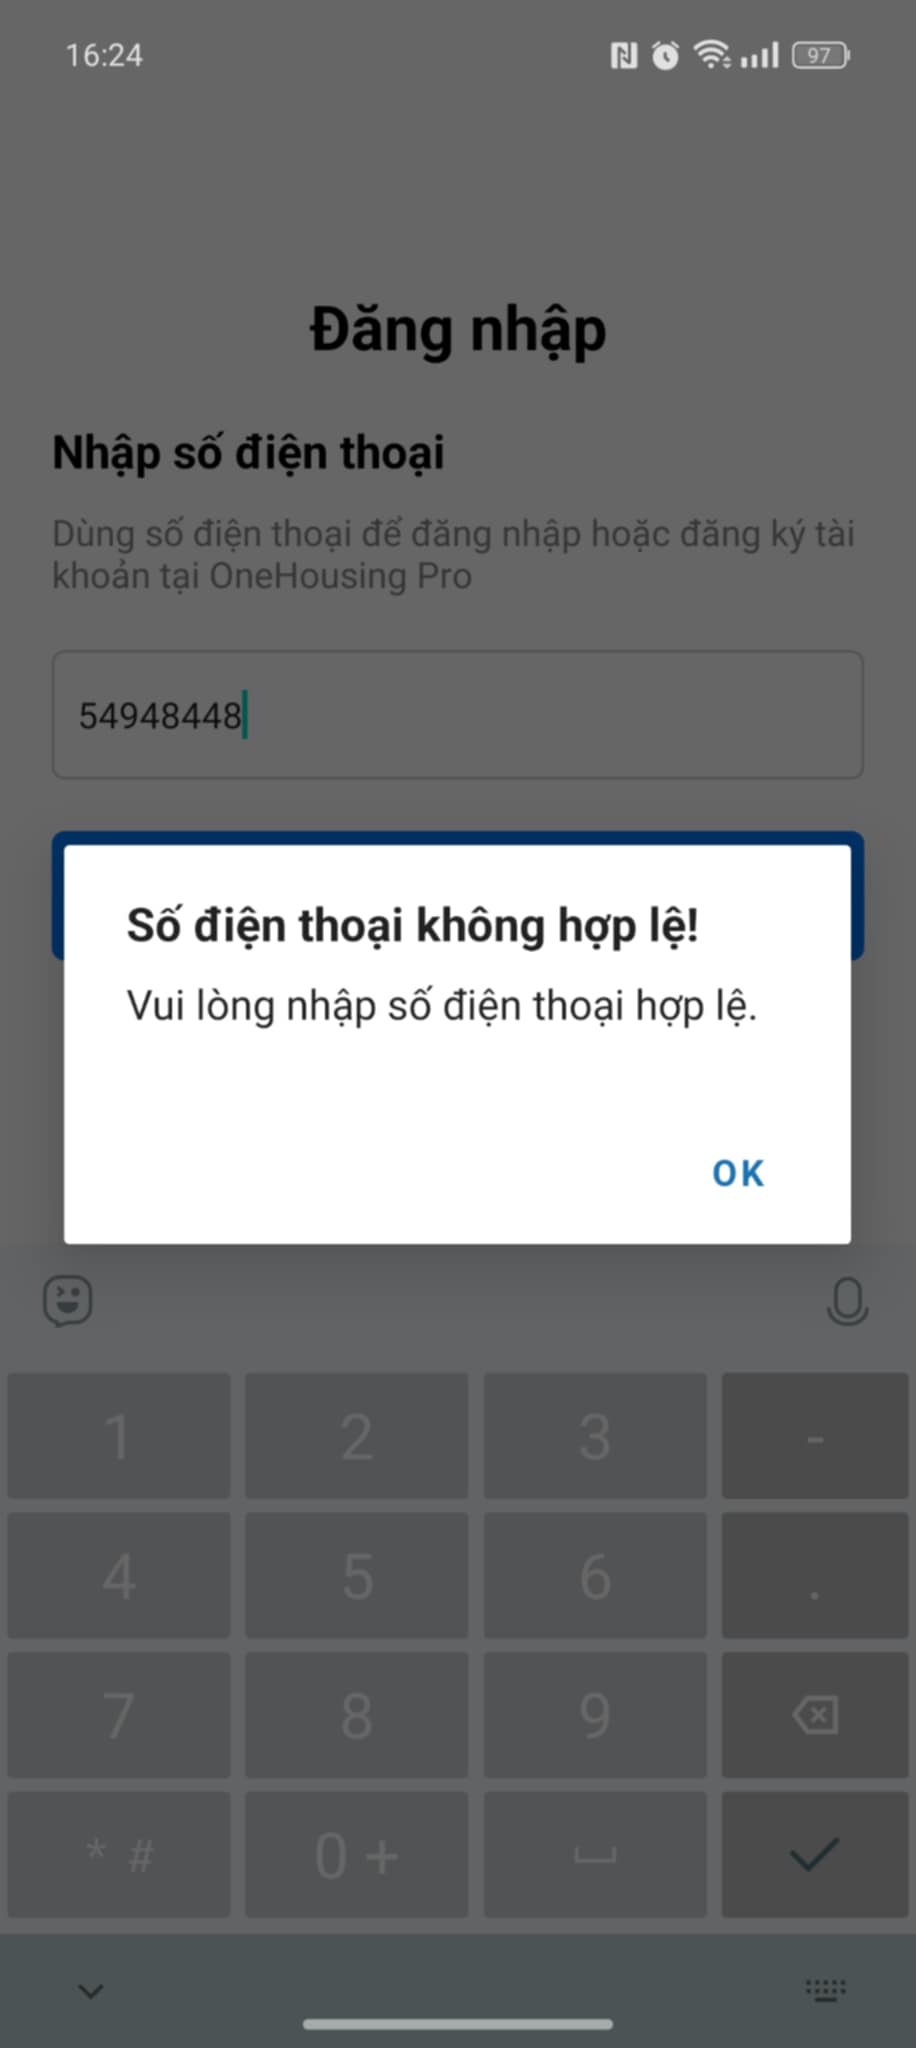 16:24
97
Đăng nhập
Nhập số điện thoại
Dùng số điện thoại để đăng nhập hoặc đăng ký tài
khoản tại OneHousing Pro
54948448
Số điện thoại không hợp lệ!
Vui lòng nhập số điện thoại hợp lệ.
OK
1 2 3 -
4 5 6 .
7 8 9
* # 0 +